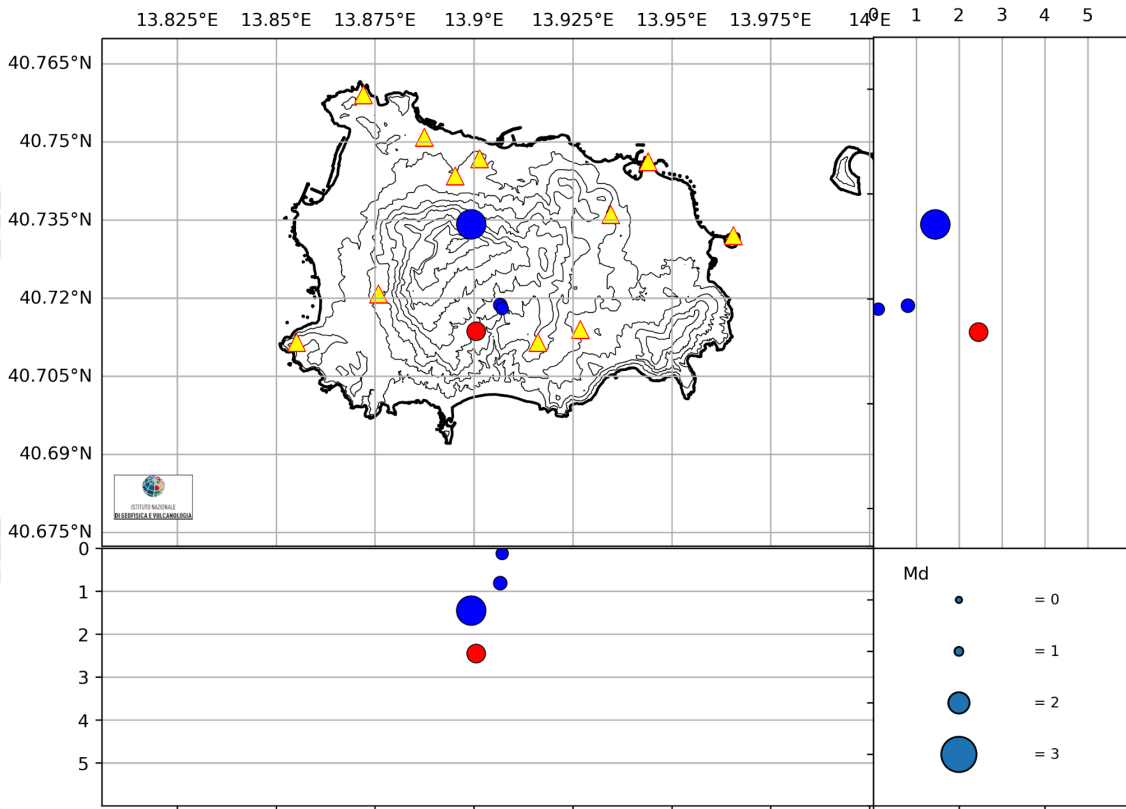 13.825°E 13.85°E 13.875°E 13.9°E 13.925°E 13.95°E 13.975°E 14°E
0 1 2 3 4 5
40.765°N
40.75°N
40.735°N
40.72°N
40.705°N
40.69°N
40.675°N
ISTITUTO NAZIONALE
DI GEOFISICA E VULCANOLOGIA
0
1
2
3
4
5
Md
= 0
= 1
= 2
= 3